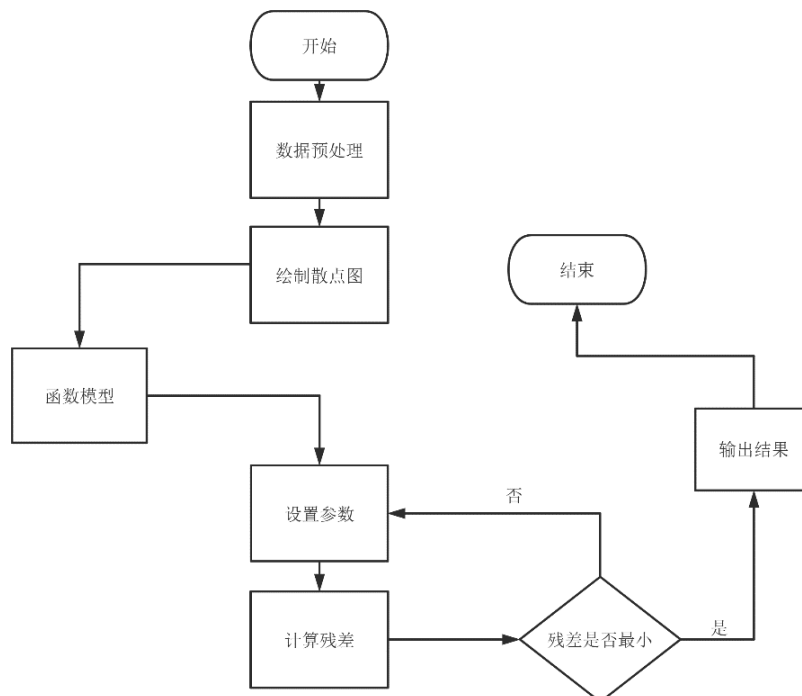 开始
数据预处理
绘制散点图
结束
函数模型
输出结果
设置参数
否
计算残差
残差是否最小
是